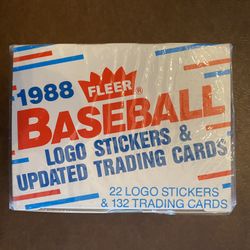 1988
FLEER®
BASEBALL
LOGO STICKERS &
UPDATED TRADING CARDS
22 LOGO STICKERS
& 132 TRADING CARDS